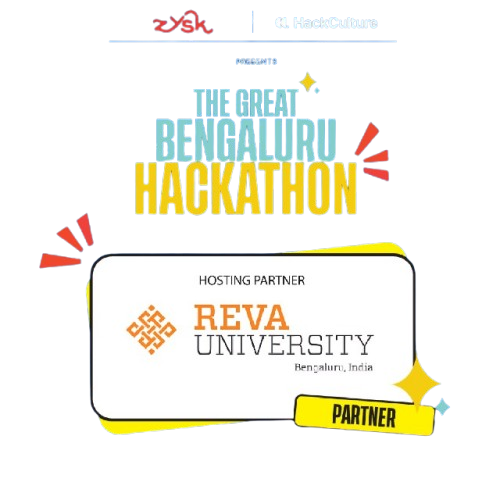 zysk HackCulture
PRESENTS
THE GREAT
BENGALURU
HACKATHON
HOSTING PARTNER
REVA
UNIVERSITY
Bengaluru, India
PARTNER